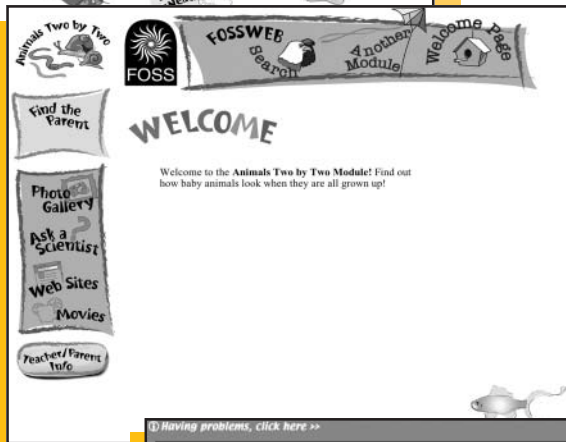 Animals Two by Two
FOSS
FOSSWEB
Search
Another
Module
Welcome Page
Find the
Parent
WELCOME
Welcome to the Animals Two by Two Module! Find out
how baby animals look when they are all grown up!
Photo
Gallery
Ask a
Scientist
Web Sites
Movies
Teacher/Parent
Info
Having problems, click here >>